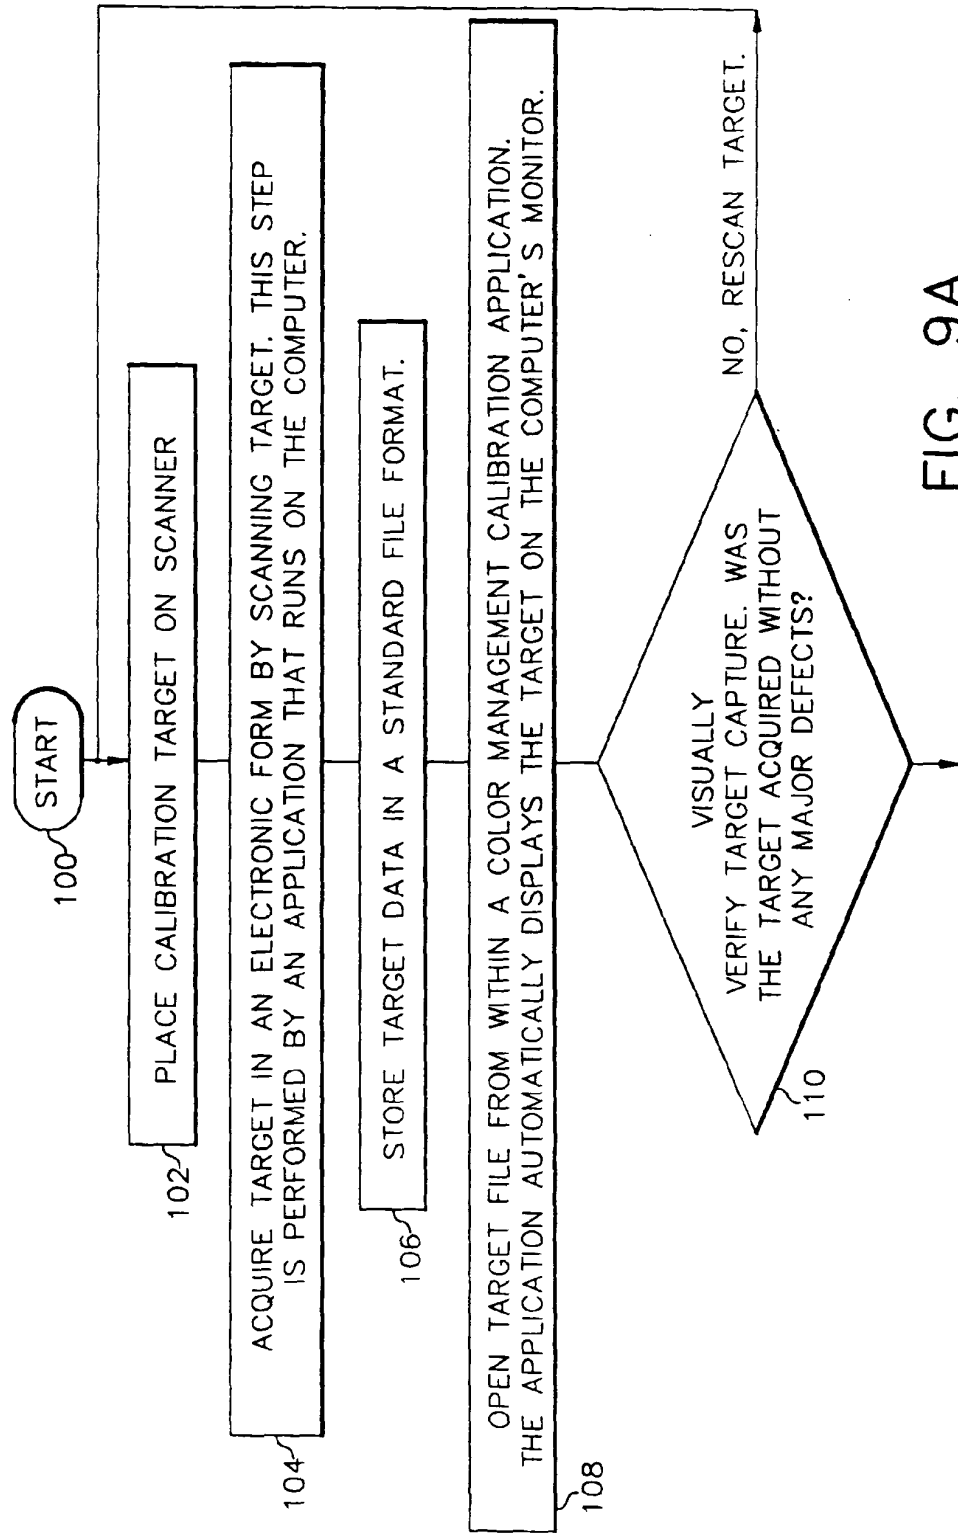 START
100
PLACE CALIBRATION TARGET ON SCANNER
102
ACQUIRE TARGET IN AN ELECTRONIC FORM BY SCANNING TARGET. THIS STEP
IS PERFORMED BY AN APPLICATION THAT RUNS ON THE COMPUTER.
104
STORE TARGET DATA IN A STANDARD FILE FORMAT.
106
OPEN TARGET FILE FROM WITHIN A COLOR MANAGEMENT CALIBRATION APPLICATION.
THE APPLICATION AUTOMATICALLY DISPLAYS THE TARGET ON THE COMPUTER'S MONITOR.
108
VISUALLY
VERIFY TARGET CAPTURE. WAS
THE TARGET ACQUIRED WITHOUT
ANY MAJOR DEFECTS?
110
NO, RESCAN TARGET.
FIG. 9A